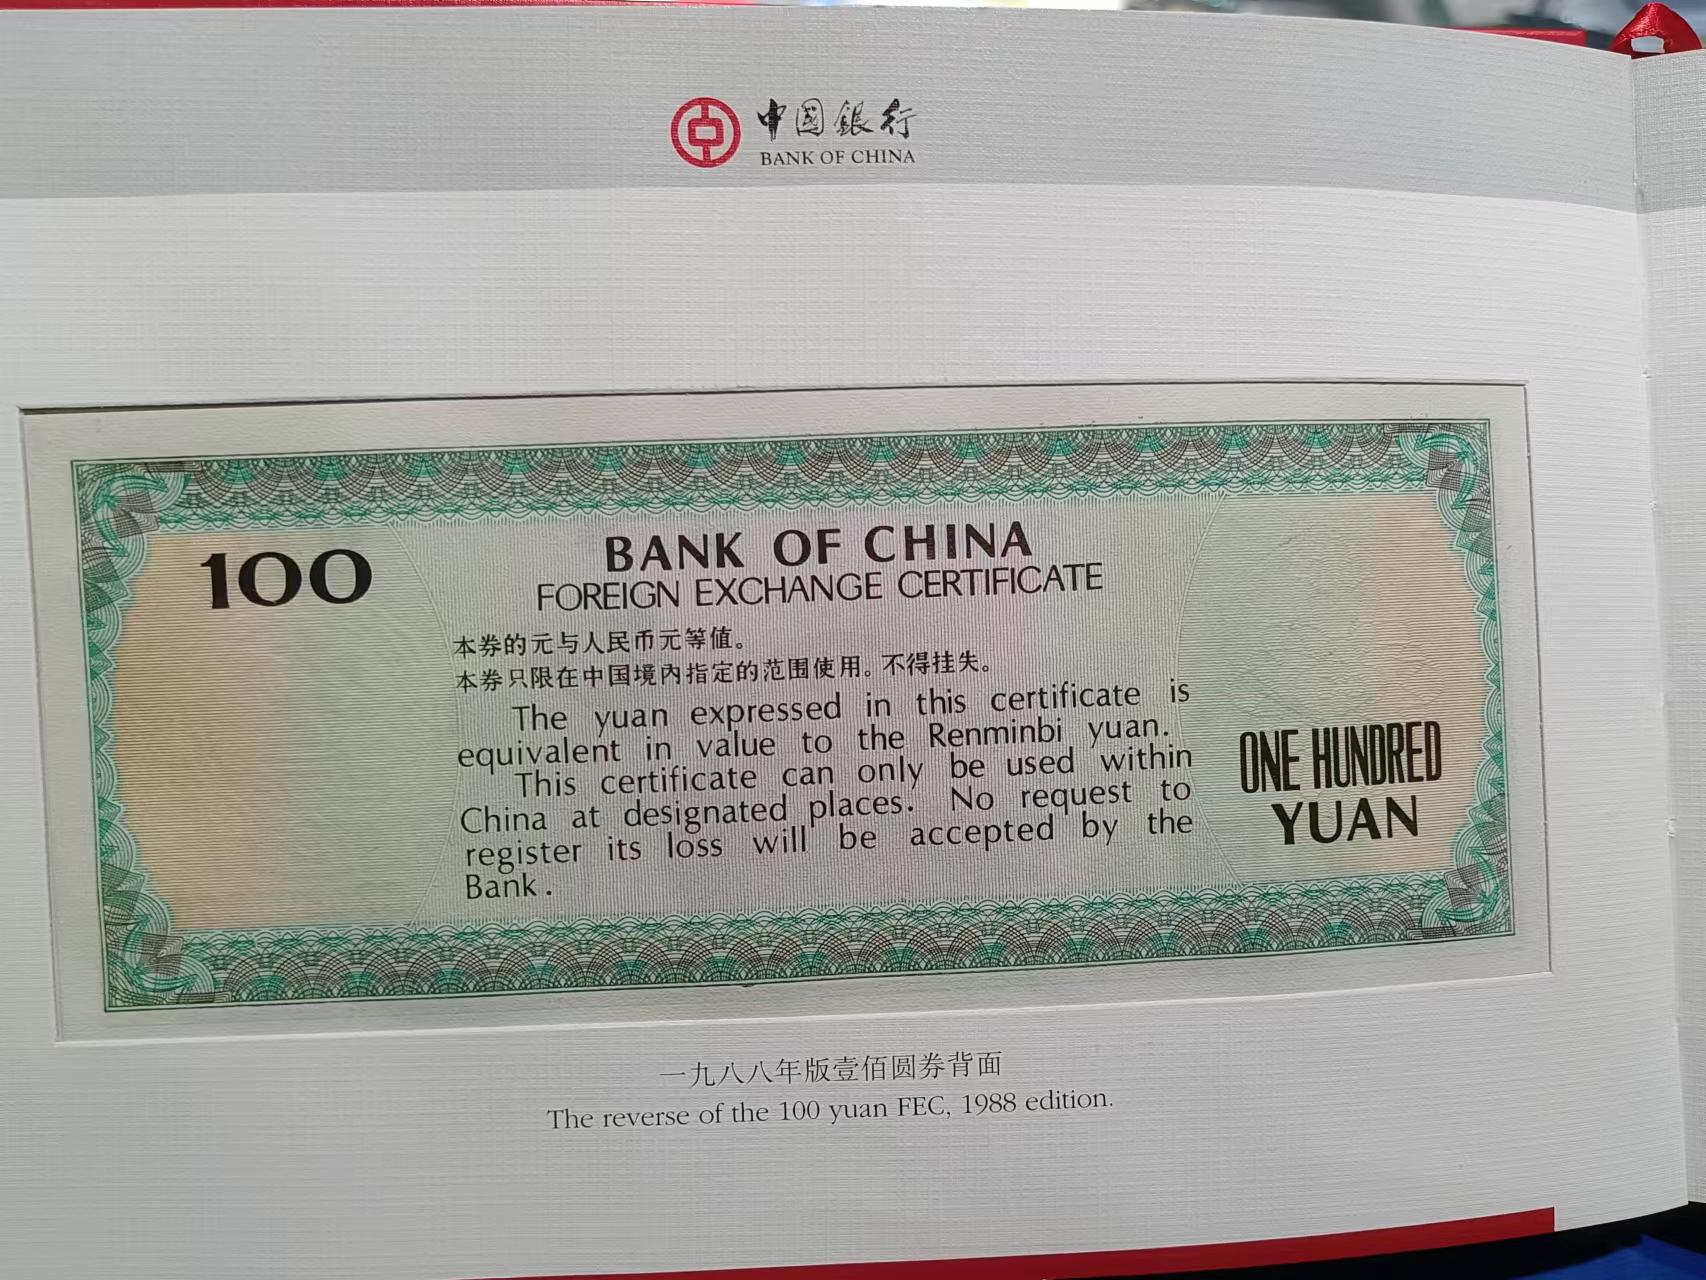 中國銀行
BANK OF CHINA
100
BANK OF CHINA
FOREIGN EXCHANGE CERTIFICATE
本券的元与人民币元等值。
本券只限在中国境内指定的范围使用。不得挂失。
The yuan expressed in this certificate is
equivalent in value to the Renminbi yuan.
This certificate can only be used within
China at designated places. No request to
register its loss will be accepted by the
Bank.
ONE HUNDRED
YUAN
一九八八年版壹佰圆券背面
The reverse of the 100 yuan FEC, 1988 edition.